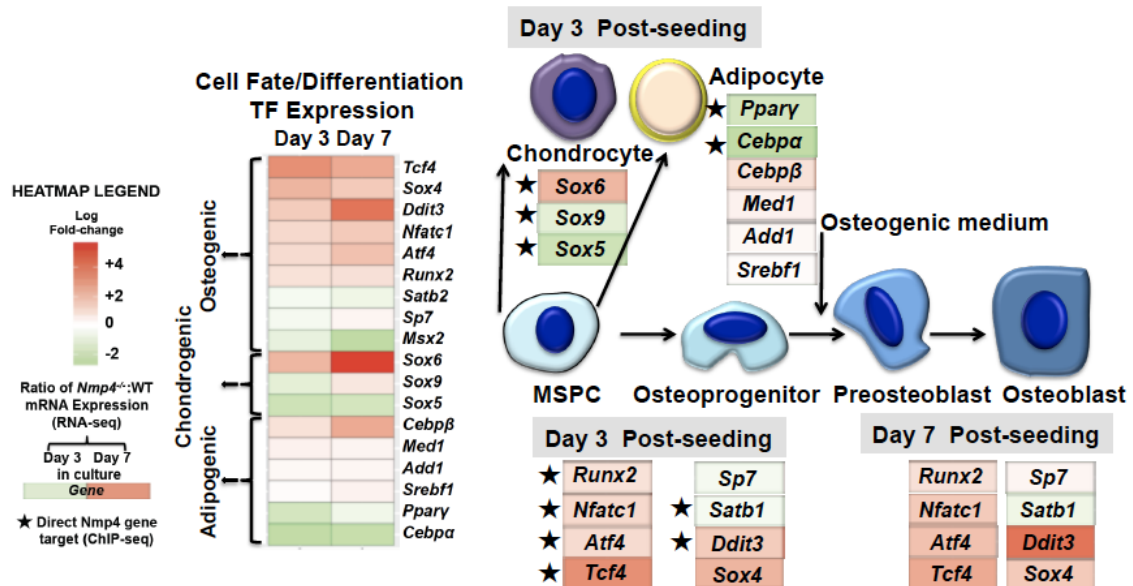 HEATMAP LEGEND
Log
Fold-change
+4
+2
0
-2
Ratio of Nmp4-/-:WT
mRNA Expression
(RNA-seq)
Day 3 Day 7
in culture
Gene
★ Direct Nmp4 gene
target (ChIP-seq)
Cell Fate/Differentiation
TF Expression
Day 3 Day 7
Osteogenic
Chondrogenic
Adipogenic
Tcf4
Sox4
Ddit3
Nfatc1
Atf4
Runx2
Satb2
Sp7
Msx2
Sox6
Sox9
Sox5
Cebpβ
Med1
Add1
Srebf1
Pparγ
Cebpα
Day 3 Post-seeding
Chondrocyte
★ Sox6
★ Sox9
★ Sox5
Adipocyte
★ Pparγ
★ Cebpα
Cebpβ
Med1
Add1
Srebf1
Osteogenic medium
MSPC
Osteoprogenitor
Preosteoblast
Osteoblast
Day 3 Post-seeding
★ Runx2
★ Nfatc1
★ Atf4
★ Tcf4
Sp7
★ Satb1
★ Ddit3
Sox4
Day 7 Post-seeding
Runx2
Nfatc1
Atf4
Tcf4
Sp7
Satb1
Ddit3
Sox4